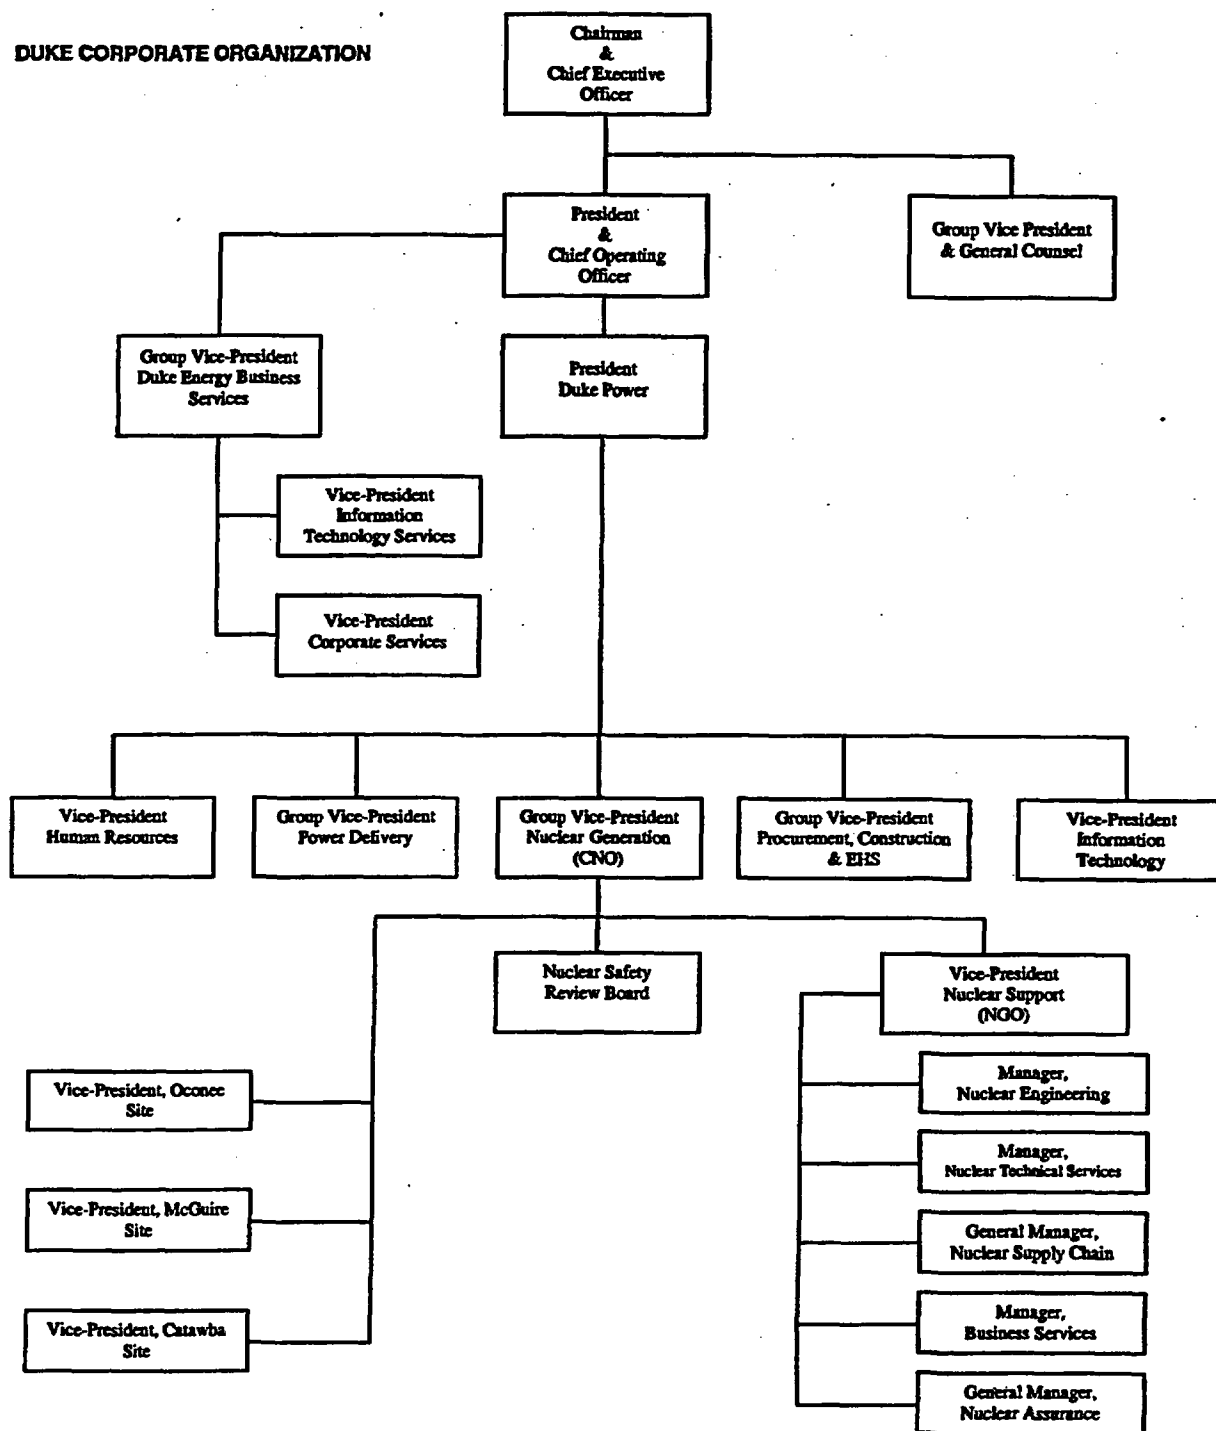 DUKE CORPORATE ORGANIZATION
Chairman
&
Chief Executive
Officer
President
&
Chief Operating
Officer
Group Vice President
& General Counsel
Group Vice-President
Duke Energy Business
Services
President
Duke Power
Vice-President
Information
Technology Services
Vice-President
Corporate Services
Vice-President
Human Resources
Group Vice-President
Power Delivery
Group Vice-President
Nuclear Generation
(CNO)
Group Vice-President
Procurement, Construction
& EHS
Vice-President
Information
Technology
Nuclear Safety
Review Board
Vice-President
Nuclear Support
(NGO)
Vice-President, Oconee
Site
Vice-President, McGuire
Site
Vice-President, Catawba
Site
Manager,
Nuclear Engineering
Manager,
Nuclear Technical Services
General Manager,
Nuclear Supply Chain
Manager,
Business Services
General Manager,
Nuclear Assurance